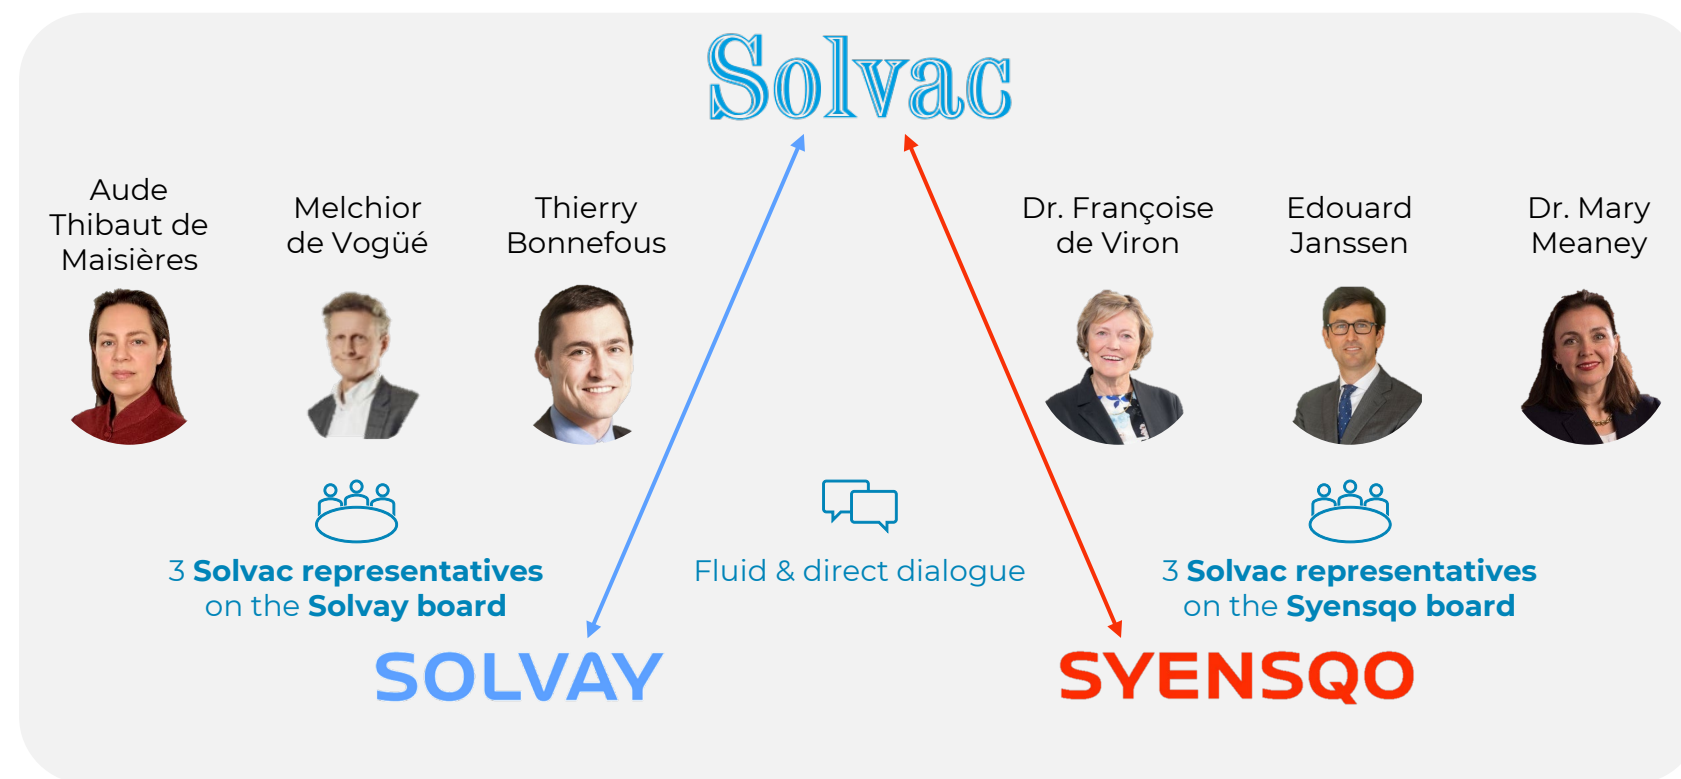 Solvac
Aude
Thibaut de
Maisières
Melchior
de Vogüé
Thierry
Bonnefous
Dr. Françoise
de Viron
Edouard
Janssen
Dr. Mary
Meaney
3 Solvac representatives
on the Solvay board
Fluid & direct dialogue
3 Solvac representatives
on the Syensqo board
SOLVAY
SYENSQO